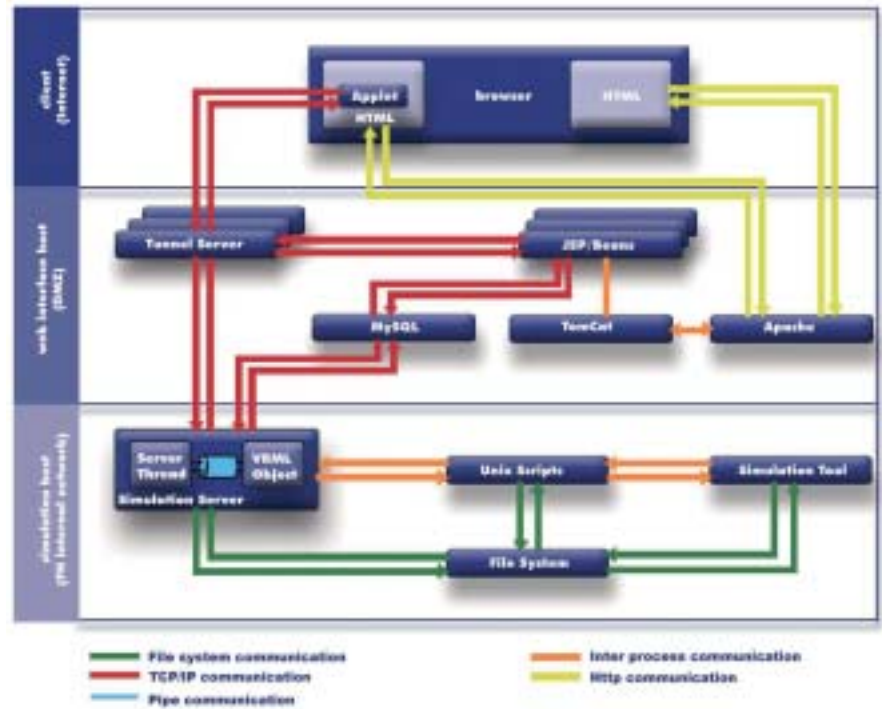 client
(Internet)
Applet
HTML
browser
HTML
web interface host
(DMZ)
Tunnel Server
JSP/Beans
MySQL
TomCat
Apache
simulation host
internal network)
Server
Thread
VRML
Object
Simulation Server
Unix Scripts
Simulation Tool
File System
File system communication
TCP/IP communication
Pipe communication
Inter process communication
Http communication